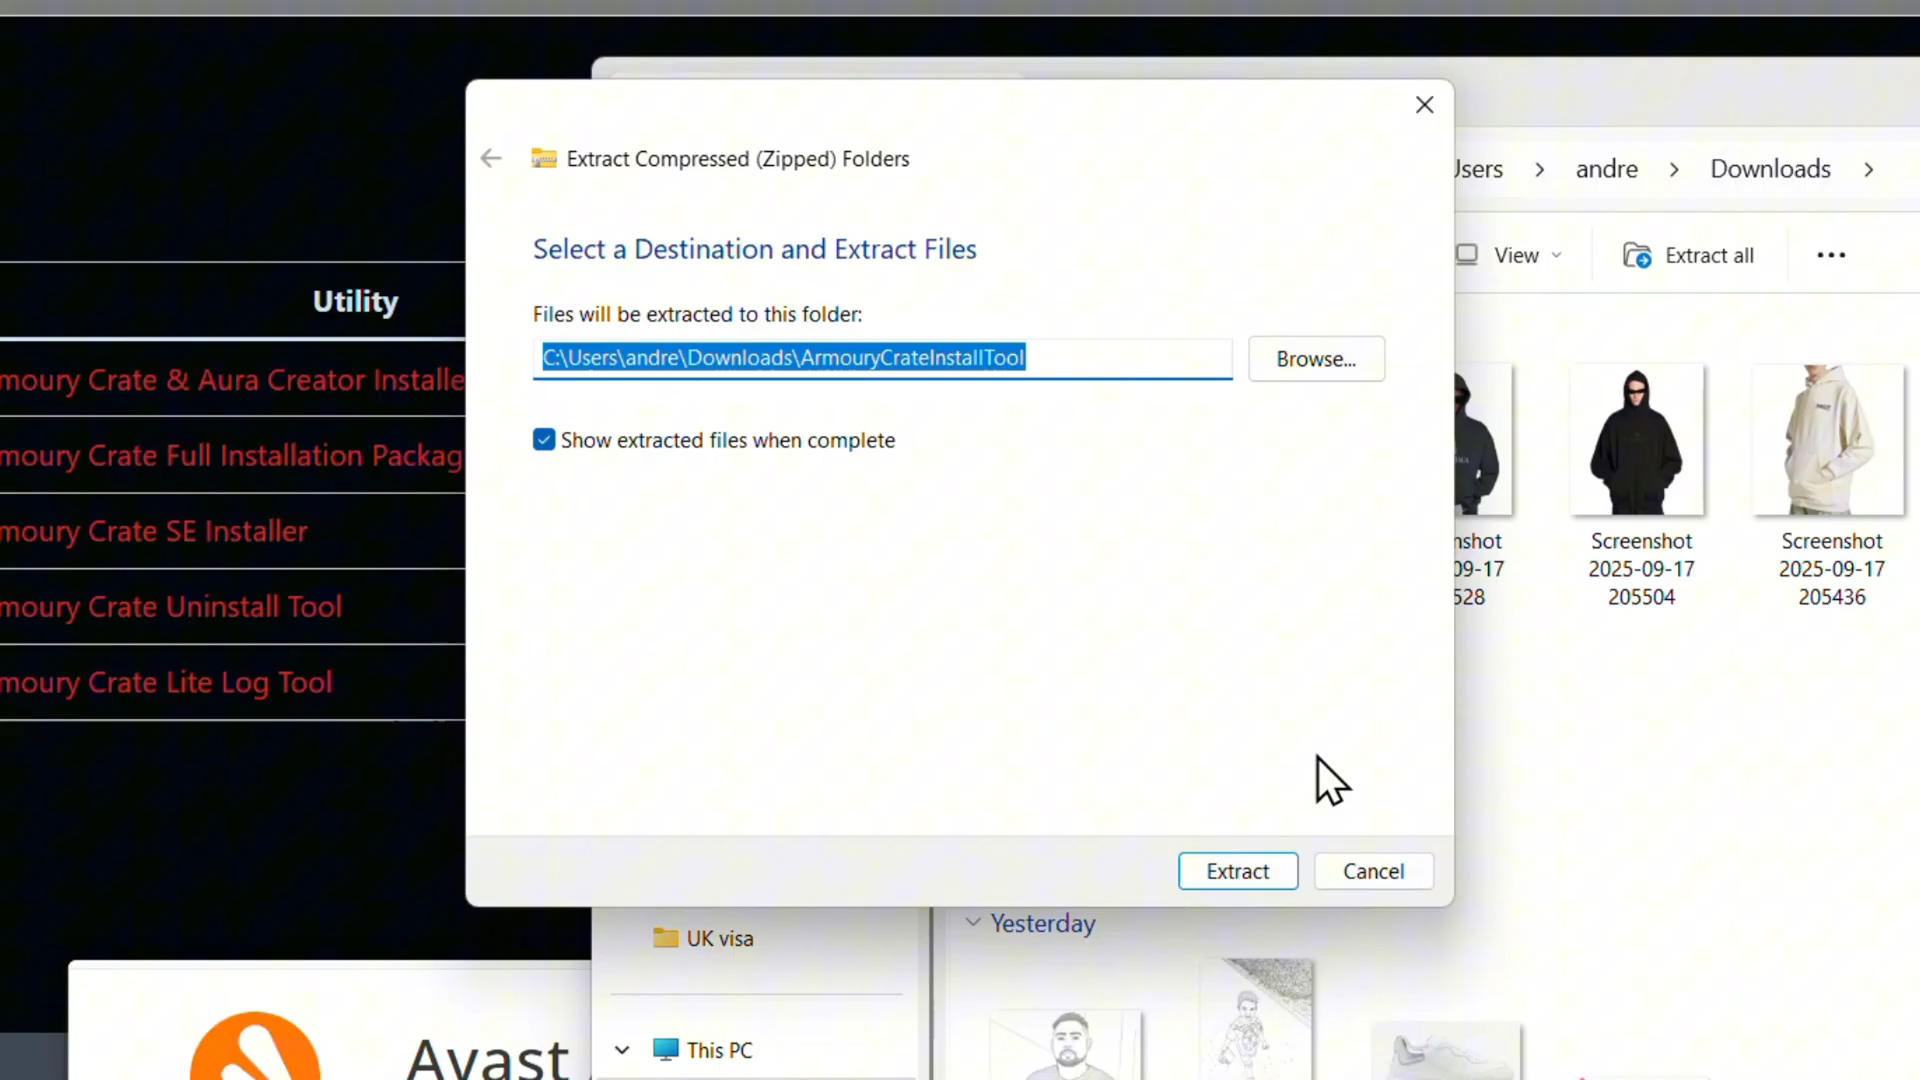 Utility
moury Crate & Aura Creator Installe
moury Crate Full Installation Packag
moury Crate SE Installer
moury Crate Uninstall Tool
moury Crate Lite Log Tool
Extract Compressed (Zipped) Folders
Select a Destination and Extract Files
Files will be extracted to this folder:
C:\Users\andre\Downloads\ArmouryCrateInstallTool
Browse...
Show extracted files when complete
Extract
Cancel
Users > andre > Downloads >
View
Extract all
nshot
09-17
528
Screenshot
2025-09-17
205504
Screenshot
2025-09-17
205436
Yesterday
UK visa
This PC
Avast